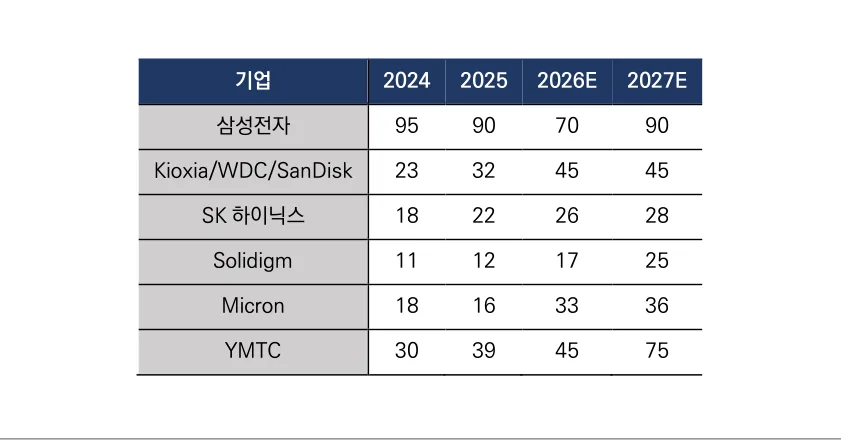 기업 2024 2025 2026E 2027E
삼성전자 95 90 70 90
Kioxia/WDC/SanDisk 23 32 45 45
SK 하이닉스 18 22 26 28
Solidigm 11 12 17 25
Micron 18 16 33 36
YMTC 30 39 45 75